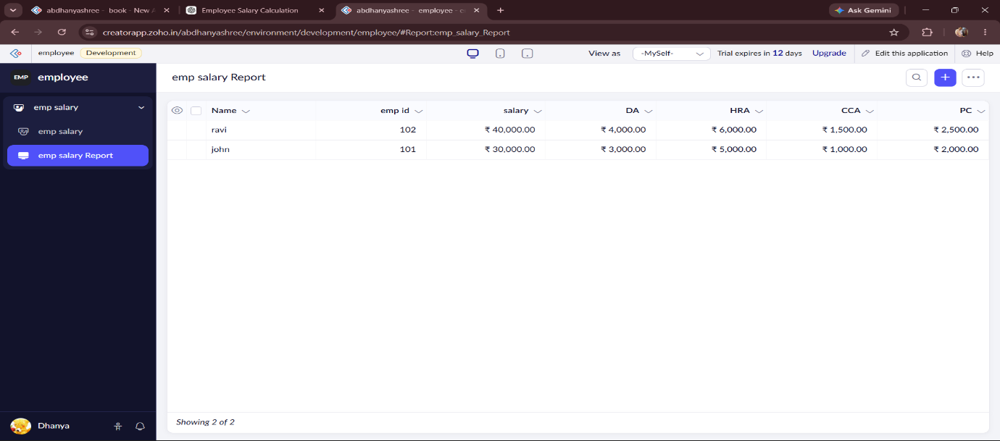 abdhanyashree - book - New A
Employee Salary Calculation
abdhanyashree - employee - e
Ask Gemini
creatorapp.zoho.in/abdhanyashree/environment/development/employee/#Report:emp_salary_Report
employee Development View as -MySelf- Trial expires in 12 days Upgrade Edit this application Help
EMP employee
emp salary
emp salary
emp salary Report
emp salary Report
Name emp id salary DA HRA CCA PC
ravi 102 ₹ 40,000.00 ₹ 4,000.00 ₹ 6,000.00 ₹ 1,500.00 ₹ 2,500.00
john 101 ₹ 30,000.00 ₹ 3,000.00 ₹ 5,000.00 ₹ 1,000.00 ₹ 2,000.00
Showing 2 of 2
Dhanya